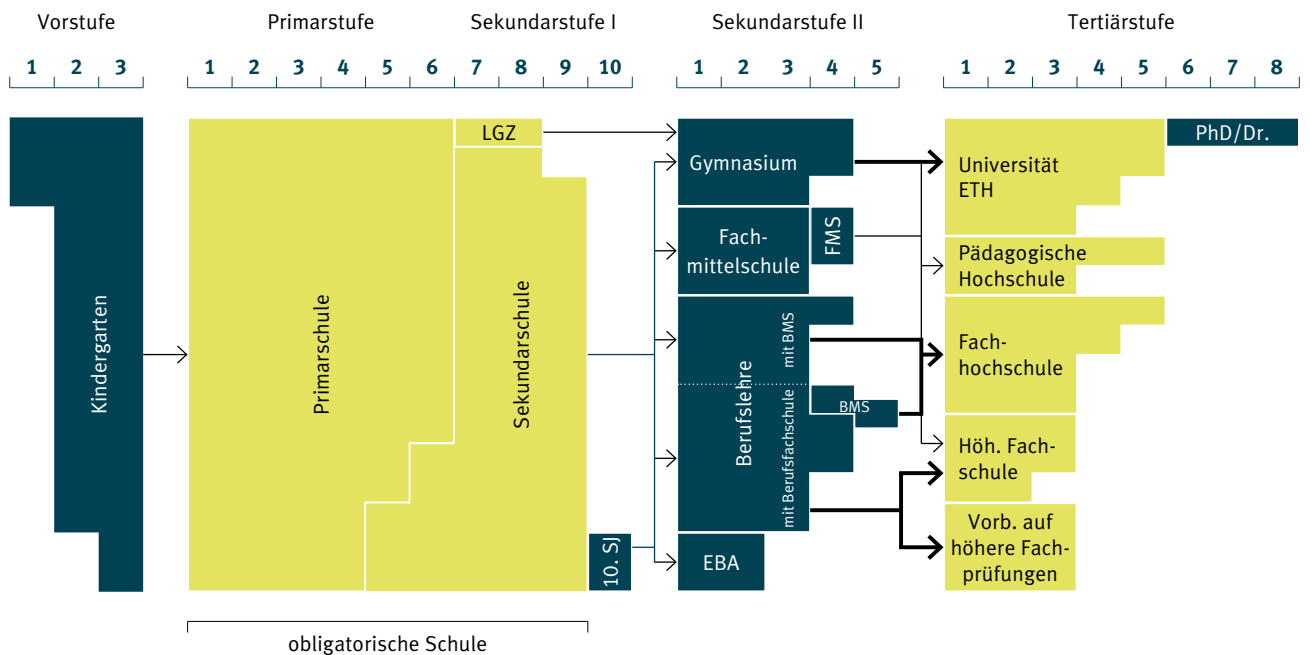 Vorstufe
Primarstufe
Sekundarstufe I
Sekundarstufe II
Tertiärstufe
1 2 3
1 2 3 4 5 6 7 8 9 10
1 2 3 4 5
1 2 3 4 5 6 7 8
Kindergarten
Primarschule
LGZ
Sekundarschule
10. SJ
Gymnasium
Fach-
mittelschule
FMS
Berufslehre
mit BMS
mit Berufsfachschule
BMS
EBA
Universität
ETH
PhD/Dr.
Pädagogische
Hochschule
Fach-
hochschule
Höh. Fach-
schule
Vorb. auf
höhere Fach-
prüfungen
obligatorische Schule